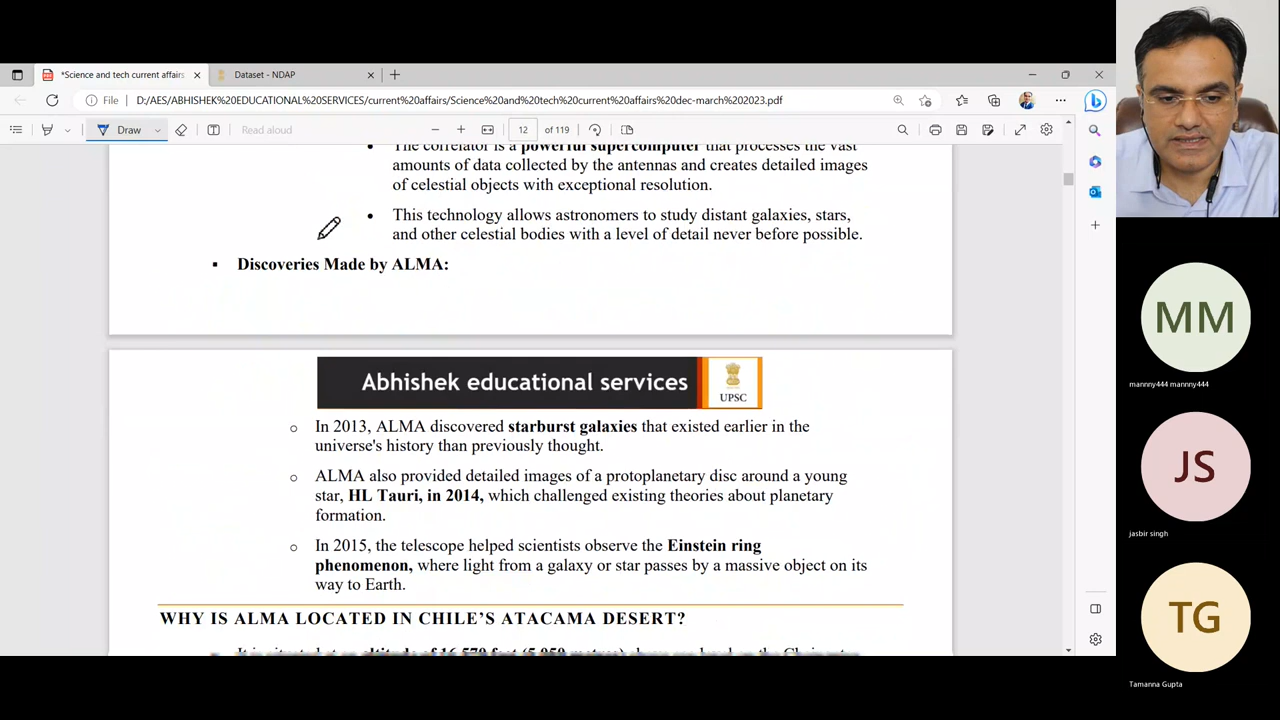 *Science and tech current affairs
Dataset - NDAP
File
D:/AES/ABHISHEK%20EDUCATIONAL%20SERVICES/current%20affairs/Science%20and%20tech%20current%20affairs%20dec-march%202023.pdf
Draw
Read aloud
12
of 119
The correlator is a powerful supercomputer that processes the vast
amounts of data collected by the antennas and creates detailed images
of celestial objects with exceptional resolution.
• This technology allows astronomers to study distant galaxies, stars,
and other celestial bodies with a level of detail never before possible.
▪ Discoveries Made by ALMA:
Abhishek educational services
UPSC
o In 2013, ALMA discovered starburst galaxies that existed earlier in the
universe's history than previously thought.
o ALMA also provided detailed images of a protoplanetary disc around a young
star, HL Tauri, in 2014, which challenged existing theories about planetary
formation.
o In 2015, the telescope helped scientists observe the Einstein ring
phenomenon, where light from a galaxy or star passes by a massive object on its
way to Earth.
WHY IS ALMA LOCATED IN CHILE'S ATACAMA DESERT?
MM
mannny444 mannny444
JS
jasbir singh
TG
Tamanna Gupta